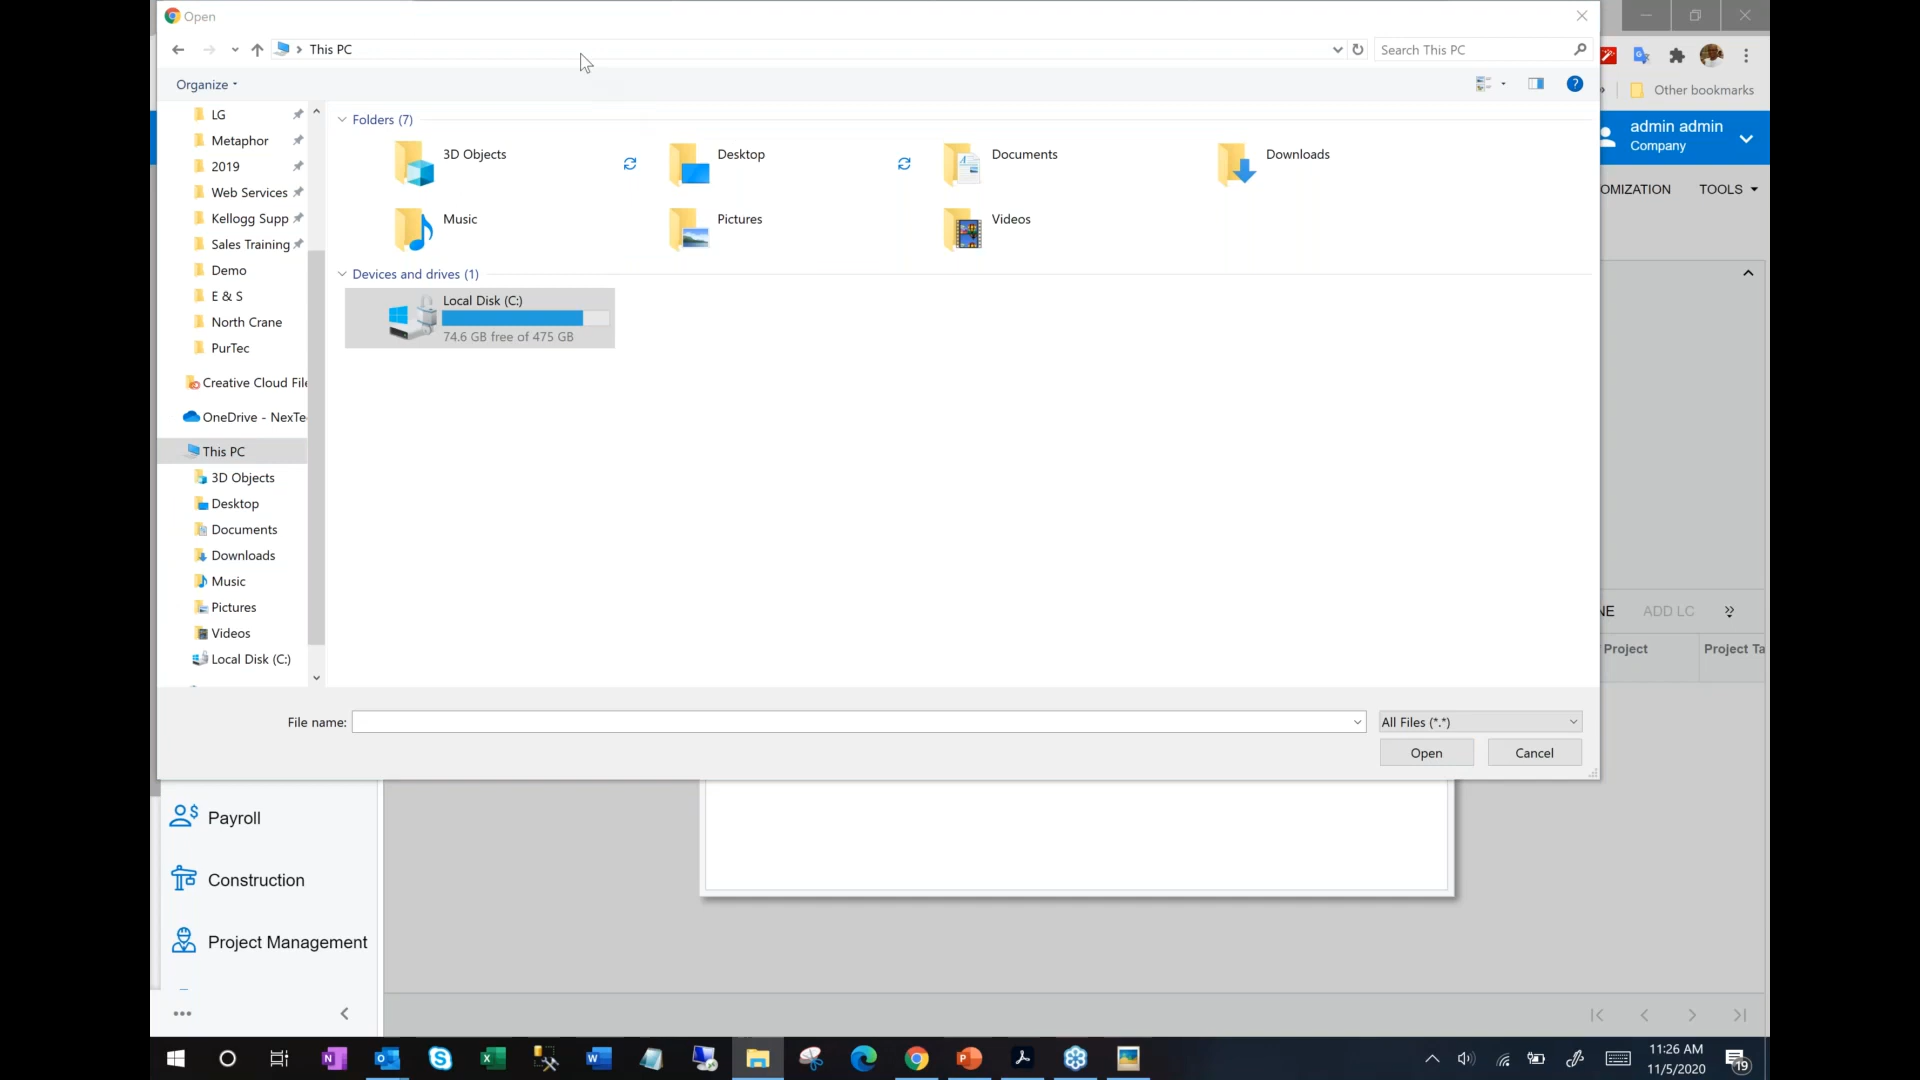 Open
This PC
Search This PC
Organize
LG
Metaphor
2019
Web Services
Kellogg Supp
Sales Training
Demo
E & S
North Crane
PurTec
Creative Cloud File
OneDrive - NexTe
This PC
3D Objects
Desktop
Documents
Downloads
Music
Pictures
Videos
Local Disk (C:)
Folders (7)
3D Objects
Desktop
Documents
Downloads
Music
Pictures
Videos
Devices and drives (1)
Local Disk (C:)
74.6 GB free of 475 GB
File name:
All Files (*.*)
Open
Cancel
Other bookmarks
admin admin
Company
OMIZATION
TOOLS
NE
ADD LC
Project
Project Ta
Payroll
Construction
Project Management
11:26 AM
11/5/2020
19